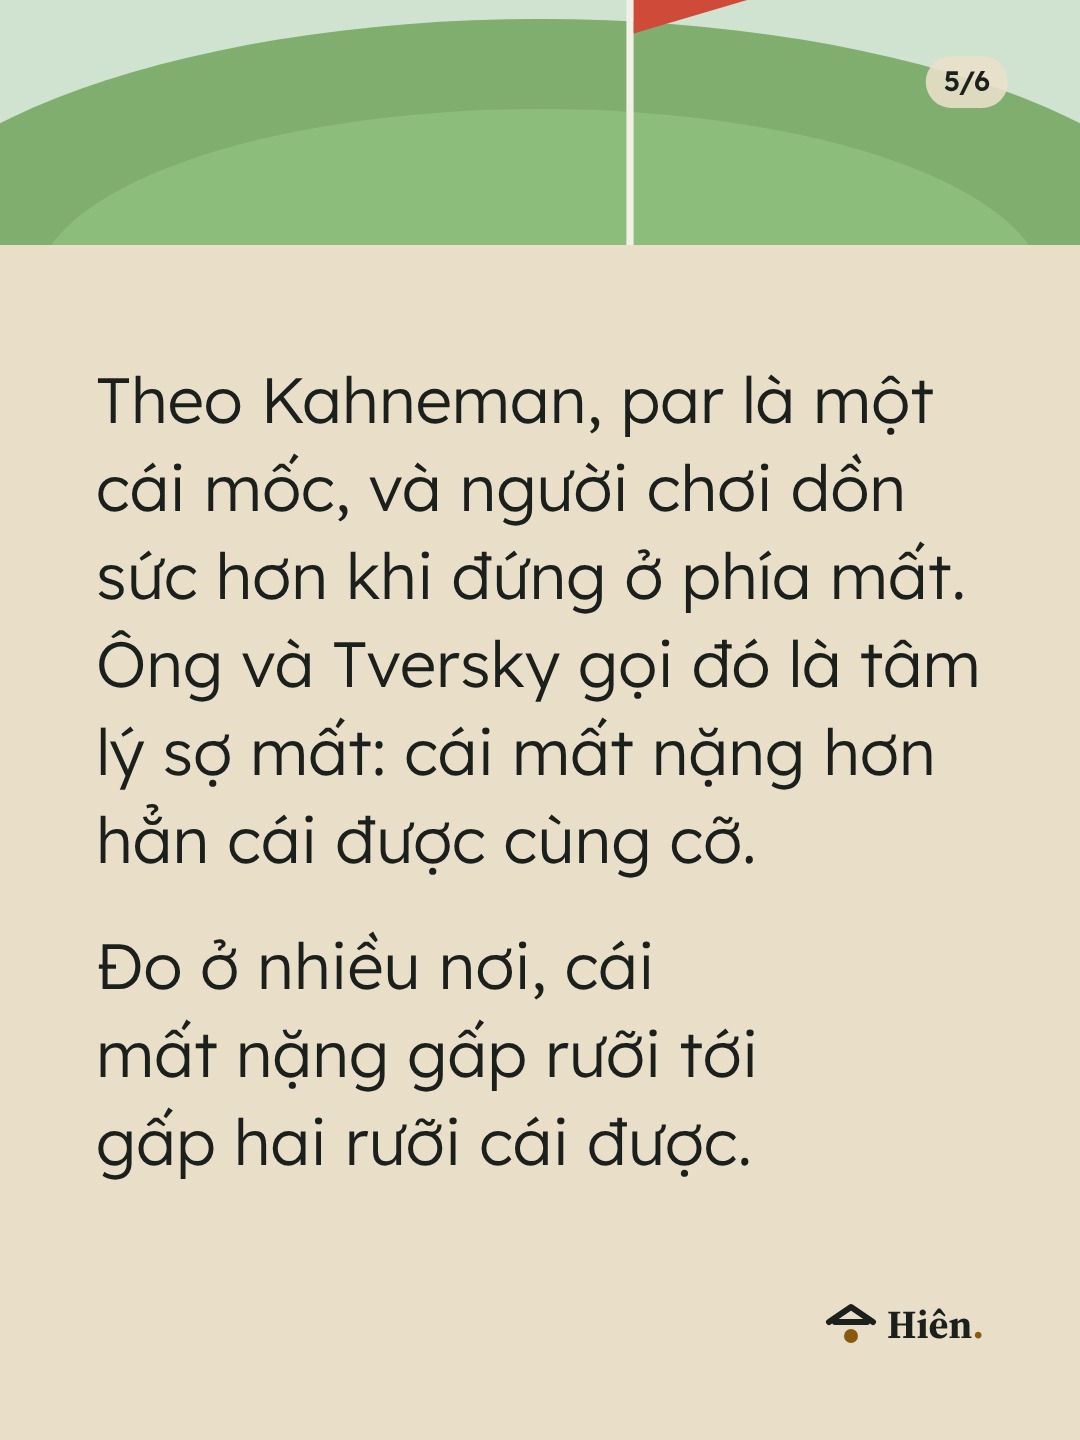 5/6
Theo Kahneman, par là một
cái mốc, và người chơi dồn
sức hơn khi đứng ở phía mất.
Ông và Tversky gọi đó là tâm
lý sợ mất: cái mất nặng hơn
hẳn cái được cùng cỡ.
Đo ở nhiều nơi, cái
mất nặng gấp rưỡi tới
gấp hai rưỡi cái được.
Hiên.